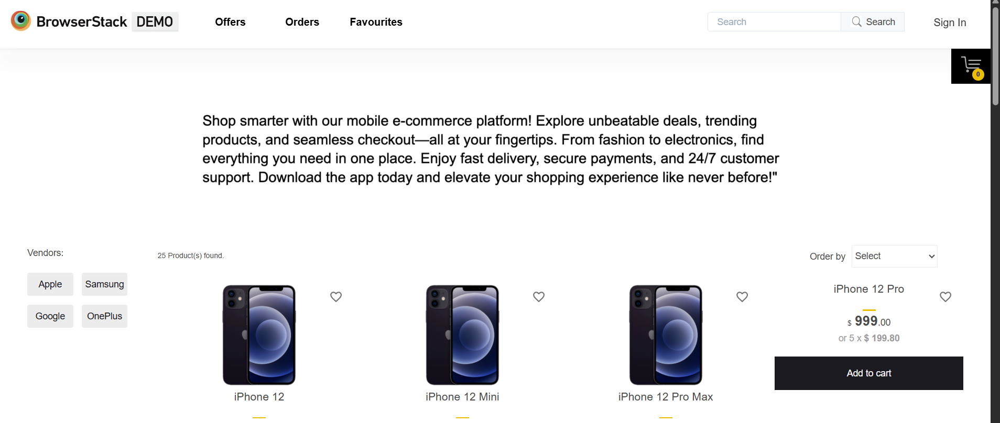 BrowserStack DEMO
Offers
Orders
Favourites
Search
Search
Sign In
0
Shop smarter with our mobile e-commerce platform! Explore unbeatable deals, trending
products, and seamless checkout—all at your fingertips. From fashion to electronics, find
everything you need in one place. Enjoy fast delivery, secure payments, and 24/7 customer
support. Download the app today and elevate your shopping experience like never before!"
Vendors:
25 Product(s) found.
Order by
Select
Apple
Samsung
Google
OnePlus
iPhone 12
iPhone 12 Mini
iPhone 12 Pro Max
iPhone 12 Pro
$ 999.00
or 5 x $ 199.80
Add to cart